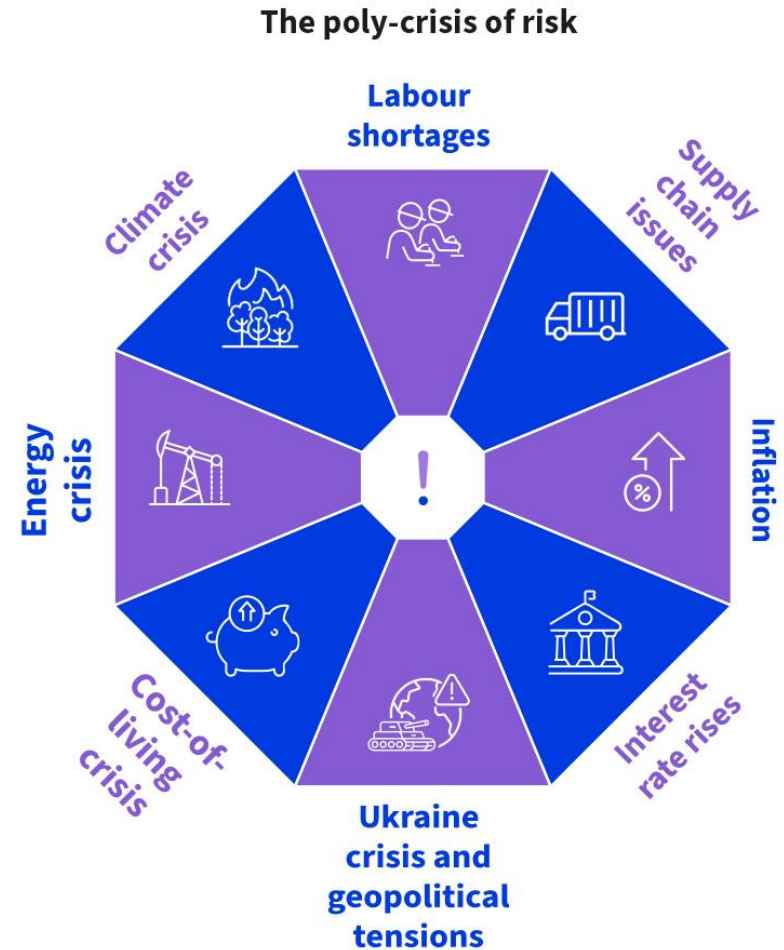 The poly-crisis of risk
Labour
shortages
Supply
chain
issues
Inflation
Interest
rate rises
Ukraine
crisis and
geopolitical
tensions
Cost-of-
living
crisis
Energy
crisis
Climate
crisis
!
%
!